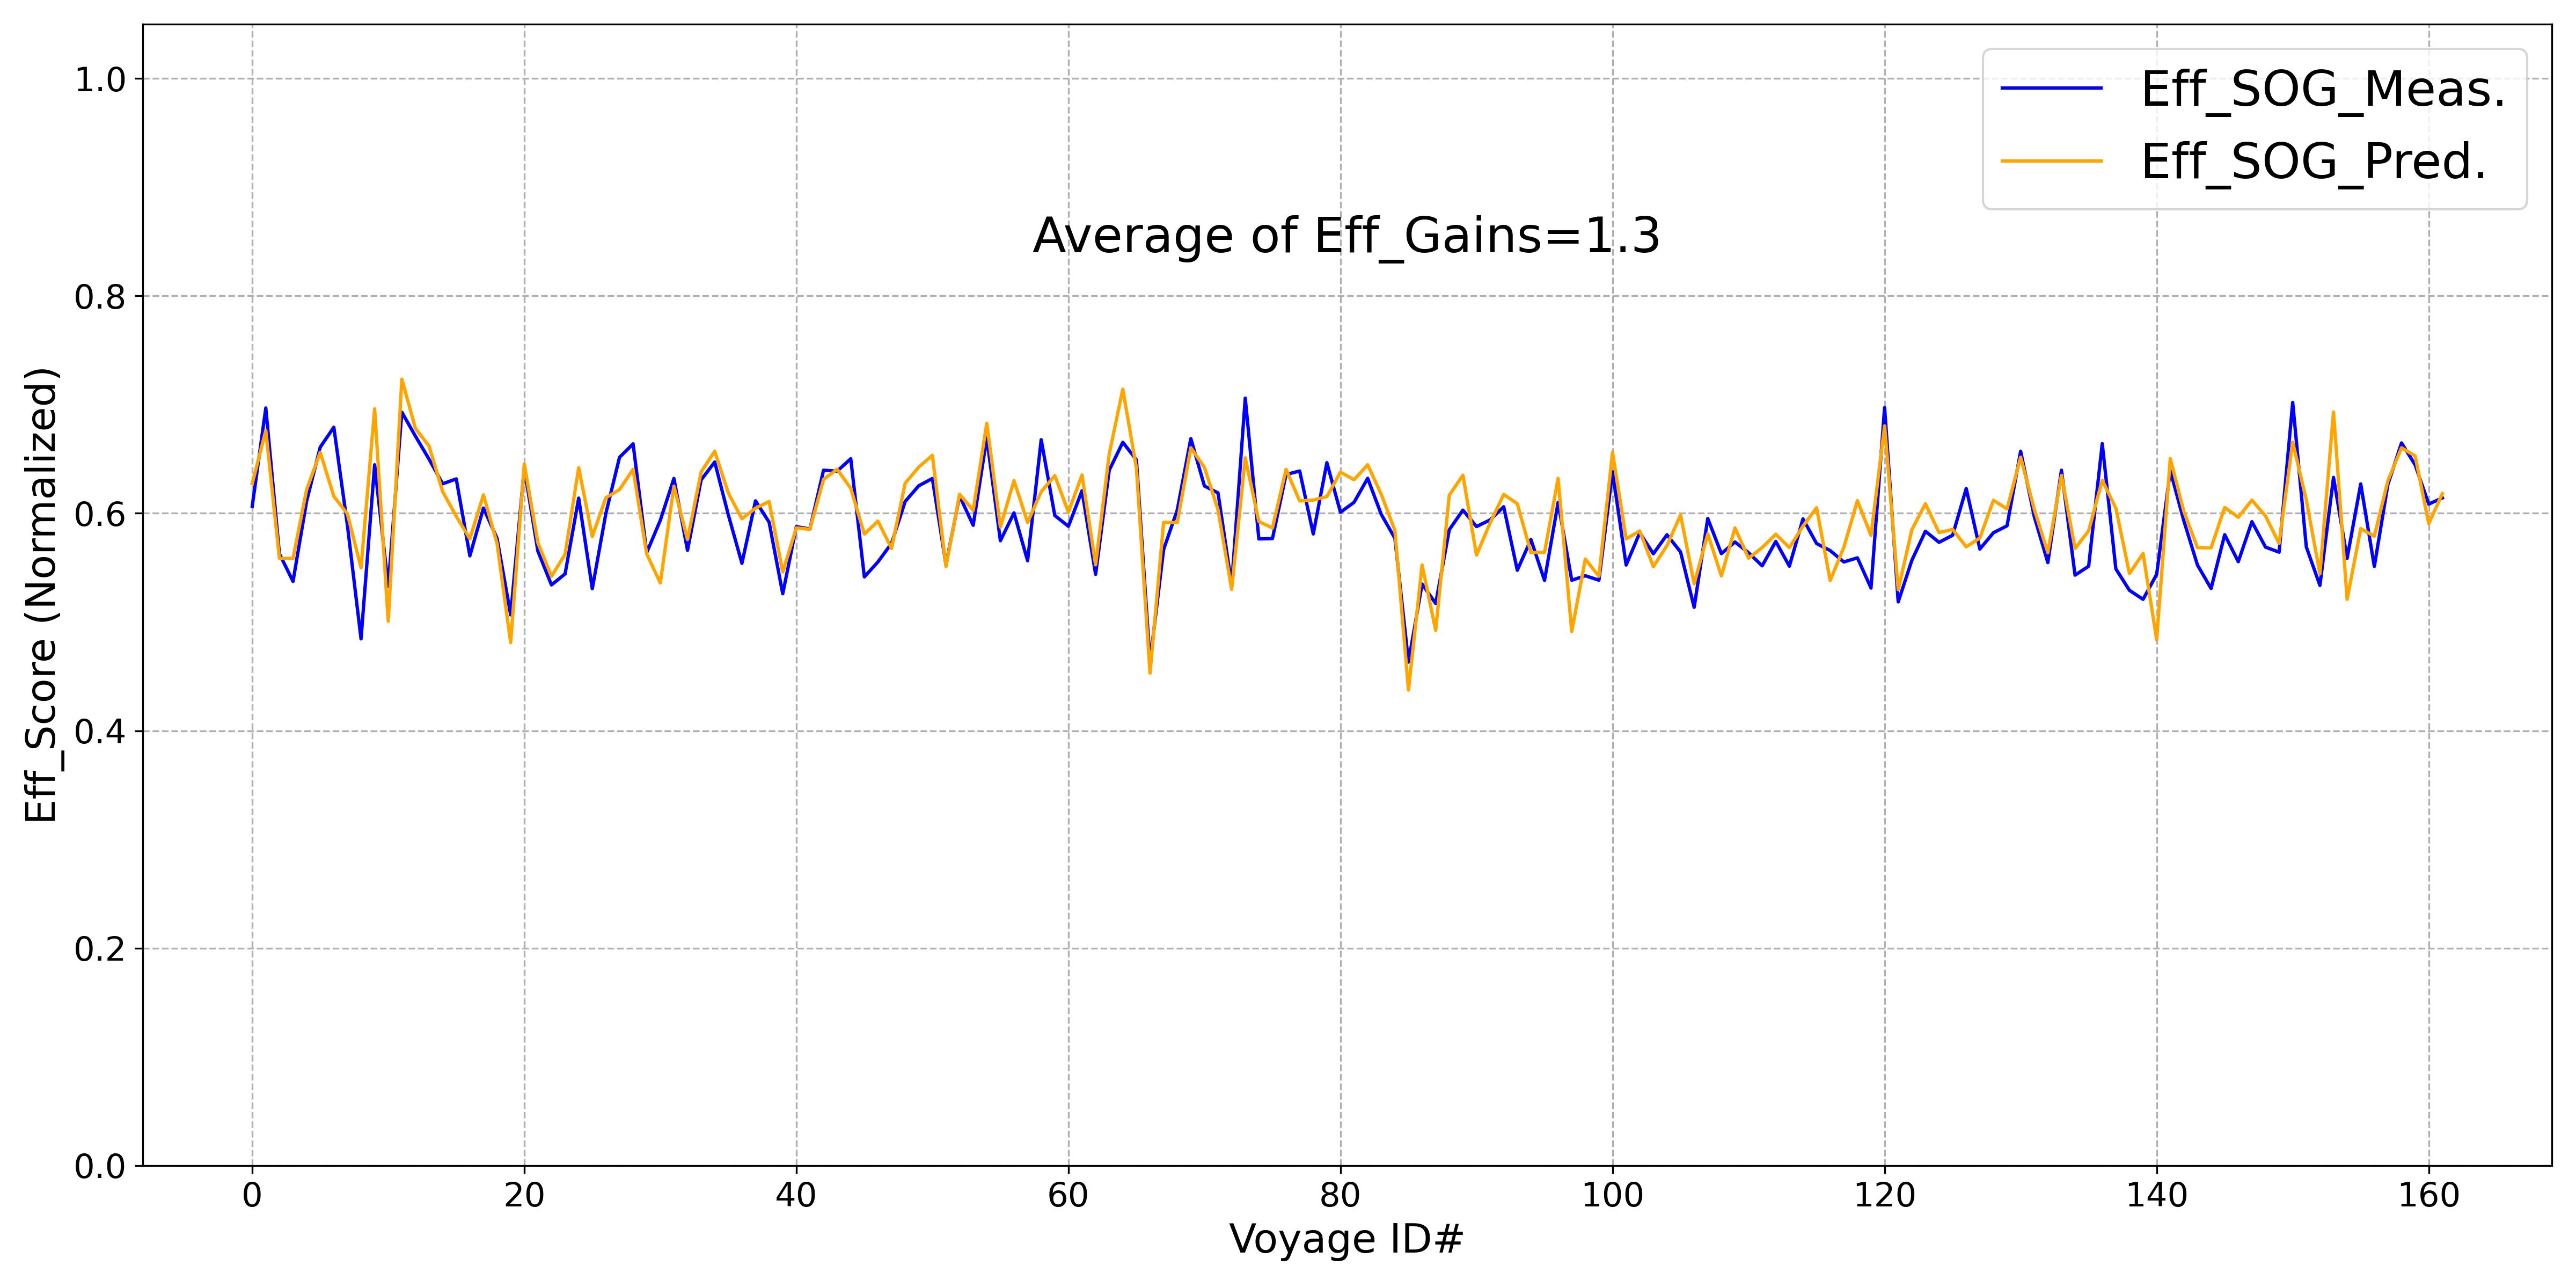 Eff_SOG_Meas.
Eff_SOG_Pred.
Average of Eff_Gains=1.3
Eff_Score (Normalized)
1.0
0.8
0.6
0.4
0.2
0.0
0 20 40 60 80 100 120 140 160
Voyage ID#